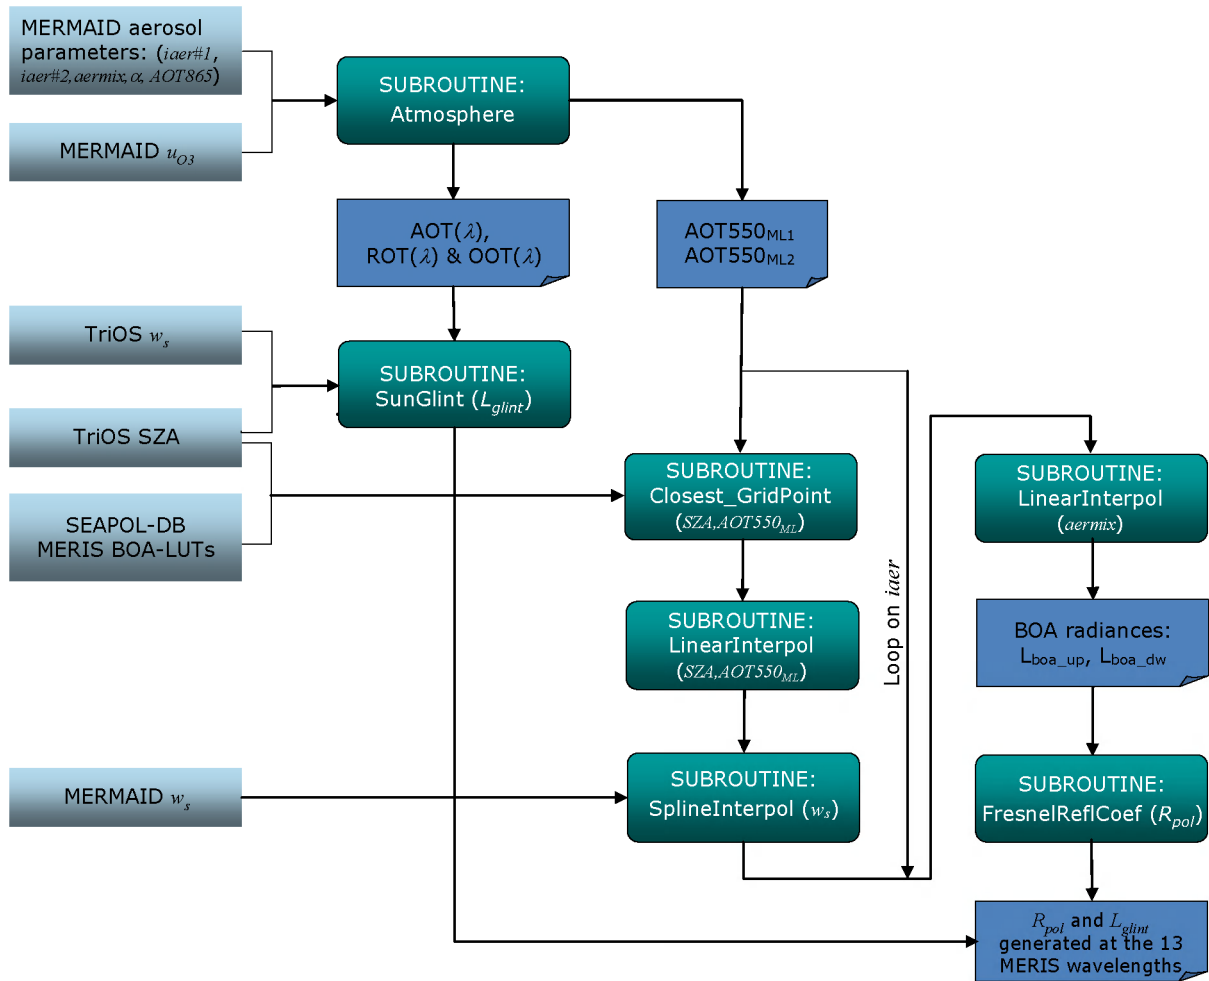 MERMAID aerosol
parameters: (iaer#1,
iaer#2,aermix,α, AOT865)
MERMAID uO3
SUBROUTINE:
Atmosphere
AOT(λ),
ROT(λ) & OOT(λ)
AOT550ML1
AOT550ML2
TriOS ws
SUBROUTINE:
SunGlint (Lglint)
TriOS SZA
SEAPOL-DB
MERIS BOA-LUTs
SUBROUTINE:
Closest_GridPoint
(SZA,AOT550ML)
SUBROUTINE:
LinearInterpol
(SZA,AOT550ML)
MERMAID ws
SUBROUTINE:
SplineInterpol (ws)
Loop on iaer
SUBROUTINE:
LinearInterpol
(aermix)
BOA radiances:
Lboa_up, Lboa_dw
SUBROUTINE:
FresnelReflCoef (Rpol)
Rpol and Lglint
generated at the 13
MERIS wavelengths